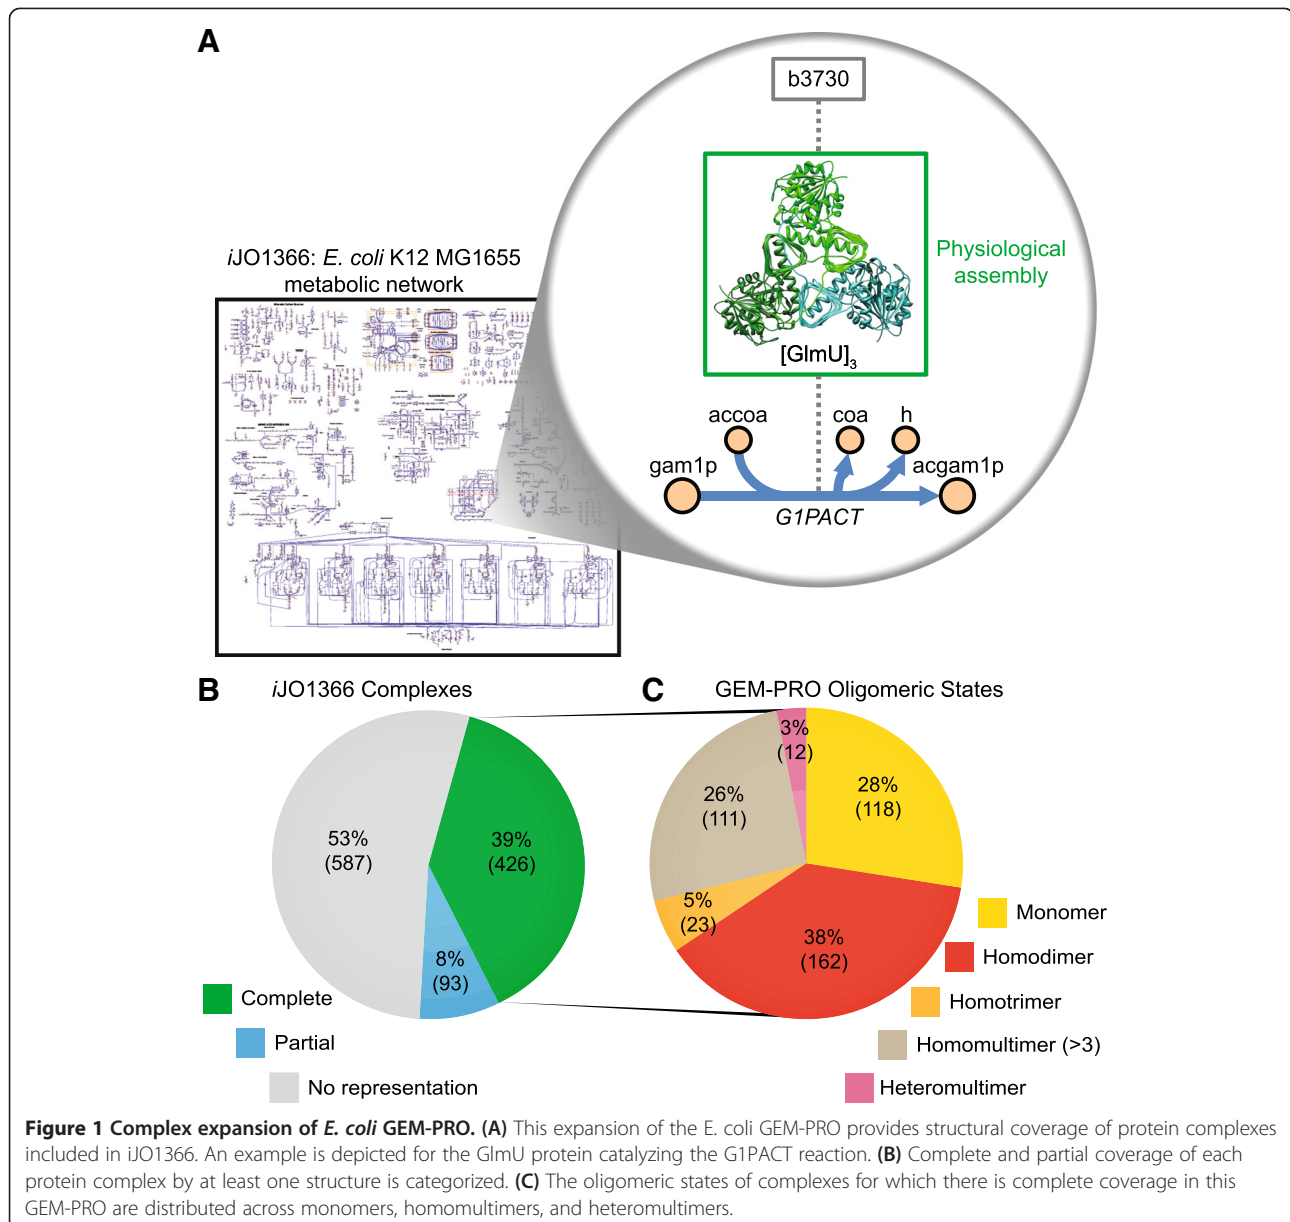 A
b3730
Physiological
assembly
[GlmU]3
iJO1366: E. coli K12 MG1655
metabolic network
accoa
coa
h
gam1p
acgam1p
G1PACT
B
iJO1366 Complexes
C
GEM-PRO Oligomeric States
53%
(587)
39%
(426)
8%
(93)
3%
(12)
28%
(118)
26%
(111)
5%
(23)
38%
(162)
Complete
Partial
No representation
Monomer
Homodimer
Homotrimer
Homomultimer (>3)
Heteromultimer
Figure 1 Complex expansion of E. coli GEM-PRO. (A) This expansion of the E. coli GEM-PRO provides structural coverage of protein complexes
included in iJO1366. An example is depicted for the GlmU protein catalyzing the G1PACT reaction. (B) Complete and partial coverage of each
protein complex by at least one structure is categorized. (C) The oligomeric states of complexes for which there is complete coverage in this
GEM-PRO are distributed across monomers, homomultimers, and heteromultimers.